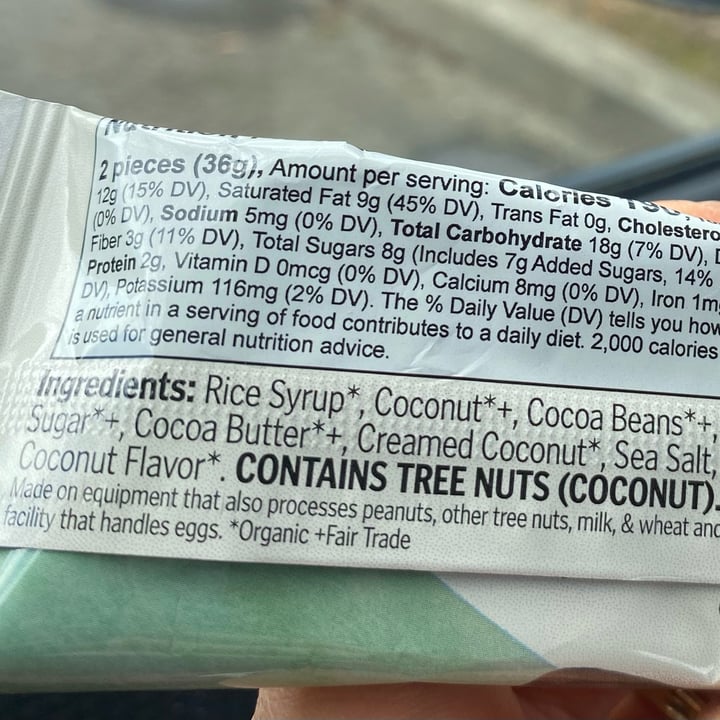 2 pieces (36g), Amount per serving: Calories
12g (15% DV), Saturated Fat 9g (45% DV), Trans Fat 0g, Cholestero
(0% DV), Sodium 5mg (0% DV), Total Carbohydrate 18g (7% DV),
Fiber 3g (11% DV), Total Sugars 8g (Includes 7g Added Sugars, 14%
Protein 2g, Vitamin D 0mcg (0% DV), Calcium 8mg (0% DV), Iron 1m
DV), Potassium 116mg (2% DV). The % Daily Value (DV) tells you how
a nutrient in a serving of food contributes to a daily diet. 2,000 calories
is used for general nutrition advice.
Ingredients: Rice Syrup*, Coconut*+, Cocoa Beans*+,
Sugar*+, Cocoa Butter*+, Creamed Coconut*, Sea Salt,
Coconut Flavor*. CONTAINS TREE NUTS (COCONUT).
Made on equipment that also processes peanuts, other tree nuts, milk, & wheat and
facility that handles eggs. *Organic +Fair Trade